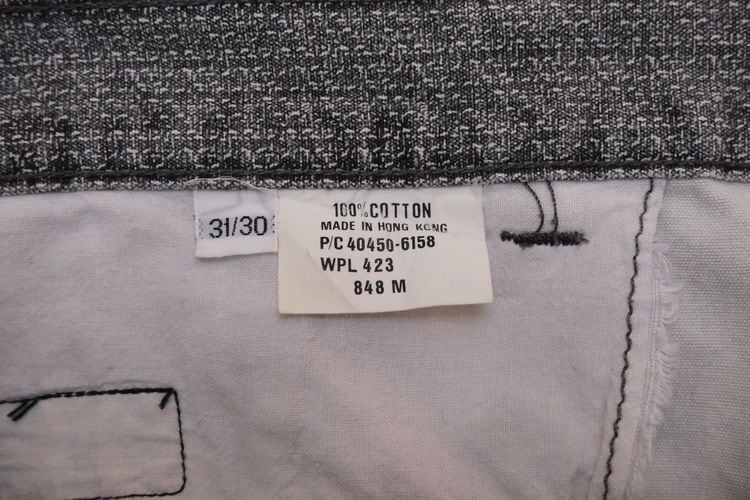 31/30
100% COTTON
MADE IN HONG KONG
P/C 40450-6158
WPL 423
848 M